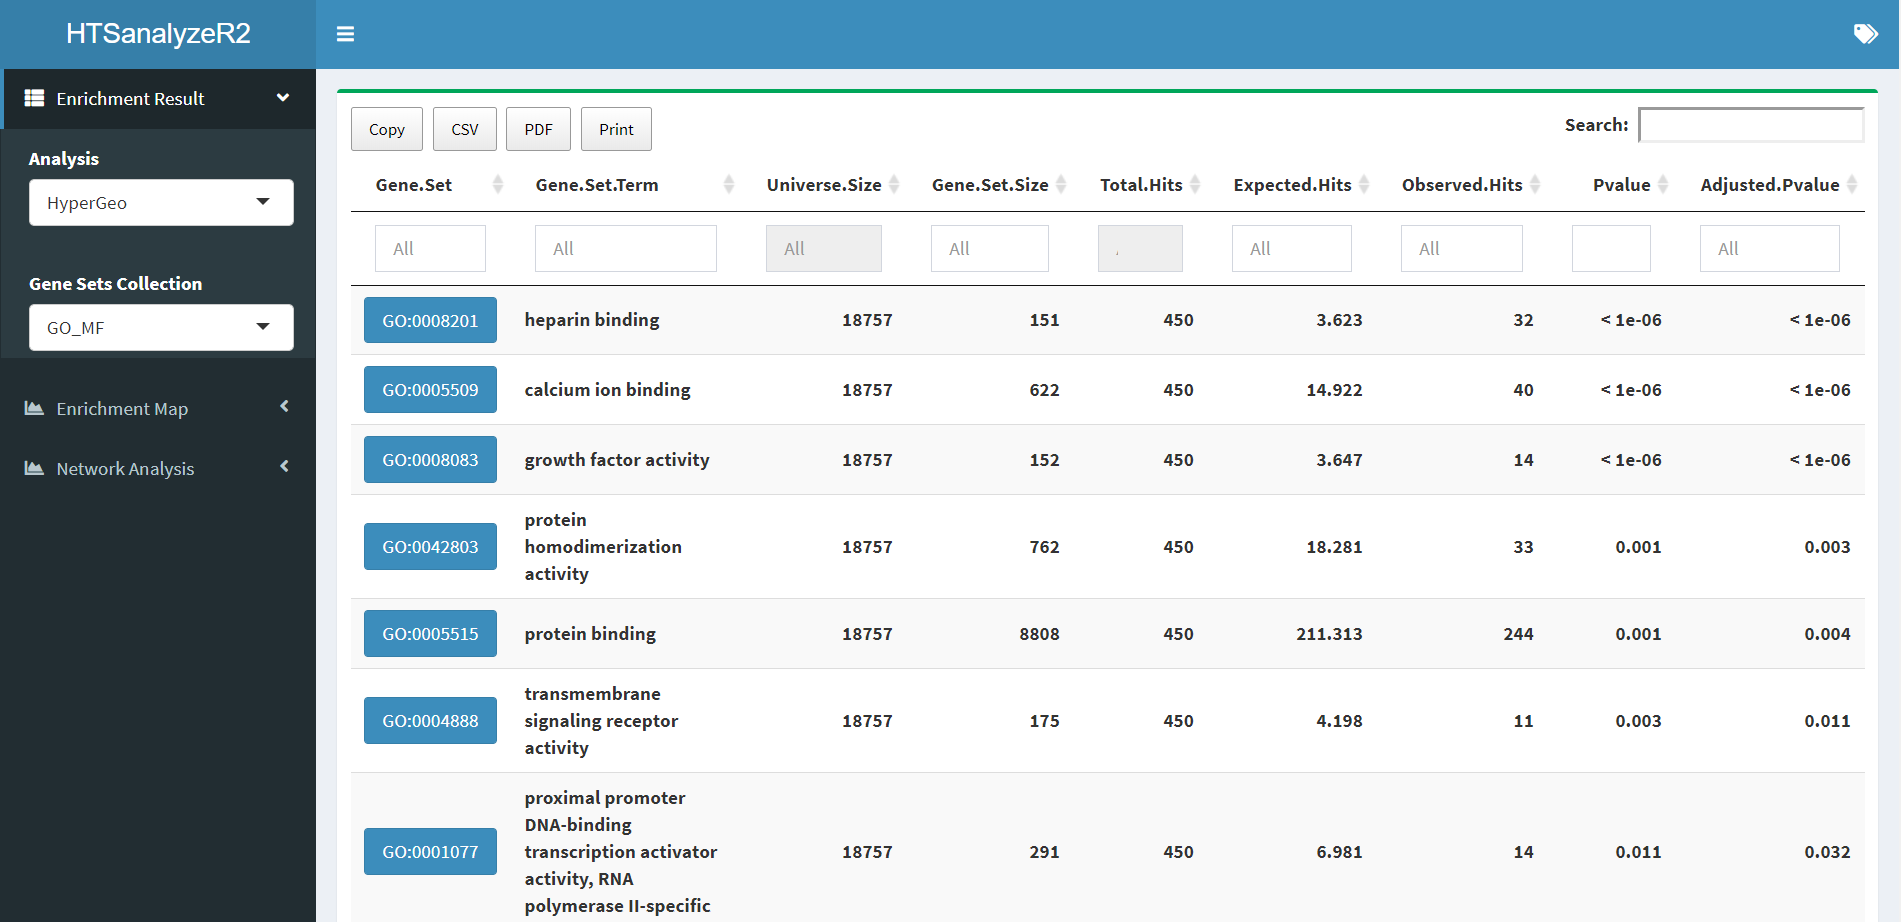 HTSanalyzeR2
Enrichment Result
Analysis
HyperGeo
Gene Sets Collection
GO_MF
Enrichment Map
Network Analysis
Copy CSV PDF Print Search:
Gene.Set Gene.Set.Term Universe.Size Gene.Set.Size Total.Hits Expected.Hits Observed.Hits Pvalue Adjusted.Pvalue
All All All All All All All
GO:0008201 heparin binding 18757 151 450 3.623 32 < 1e-06 < 1e-06
GO:0005509 calcium ion binding 18757 622 450 14.922 40 < 1e-06 < 1e-06
GO:0008083 growth factor activity 18757 152 450 3.647 14 < 1e-06 < 1e-06
protein
GO:0042803 homodimerization 18757 762 450 18.281 33 0.001 0.003
activity
GO:0005515 protein binding 18757 8808 450 211.313 244 0.001 0.004
transmembrane
GO:0004888 signaling receptor 18757 175 450 4.198 11 0.003 0.011
activity
proximal promoter
DNA-binding
GO:0001077 transcription activator 18757 291 450 6.981 14 0.011 0.032
activity, RNA
polymerase II-specific